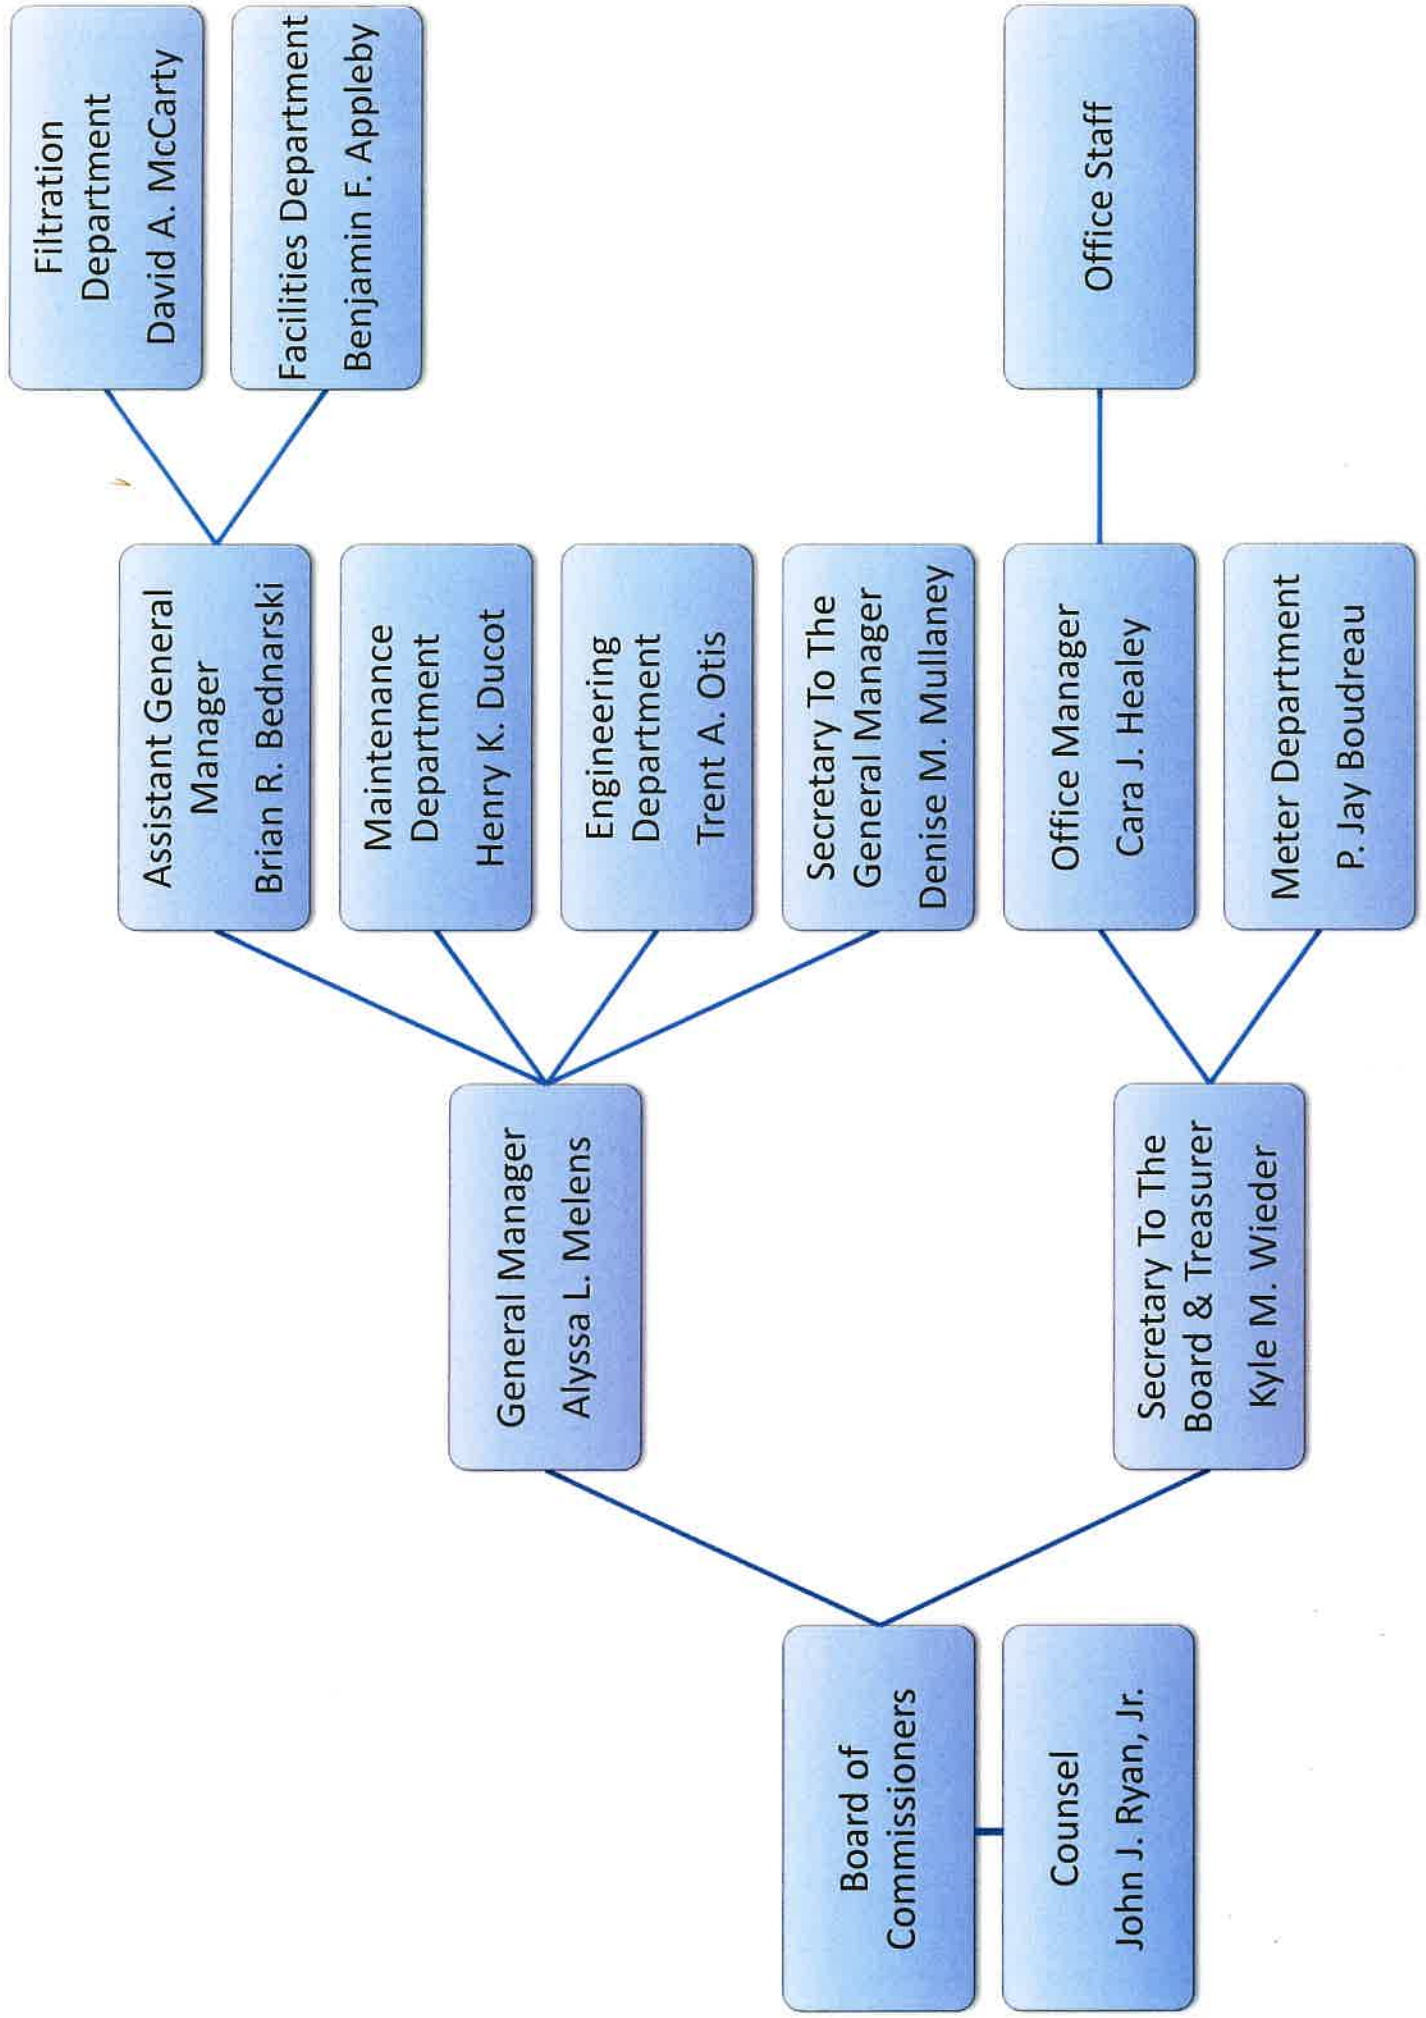 Board of
Commissioners
Counsel
John J. Ryan, Jr.
General Manager
Alyssa L. Melens
Secretary To The
Board & Treasurer
Kyle M. Wieder
Assistant General
Manager
Brian R. Bednarski
Maintenance
Department
Henry K. Ducot
Engineering
Department
Trent A. Otis
Secretary To The
General Manager
Denise M. Mullaney
Office Manager
Cara J. Healey
Meter Department
P. Jay Boudreau
Filtration
Department
David A. McCarty
Facilities Department
Benjamin F. Appleby
Office Staff